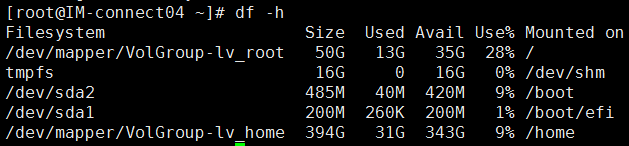 [root@IM-connect04 ~]# df -h
Filesystem Size Used Avail Use% Mounted on
/dev/mapper/VolGroup-lv_root 50G 13G 35G 28% /
tmpfs 16G 0 16G 0% /dev/shm
/dev/sda2 485M 40M 420M 9% /boot
/dev/sda1 200M 260K 200M 1% /boot/efi
/dev/mapper/VolGroup-lv_home 394G 31G 343G 9% /home